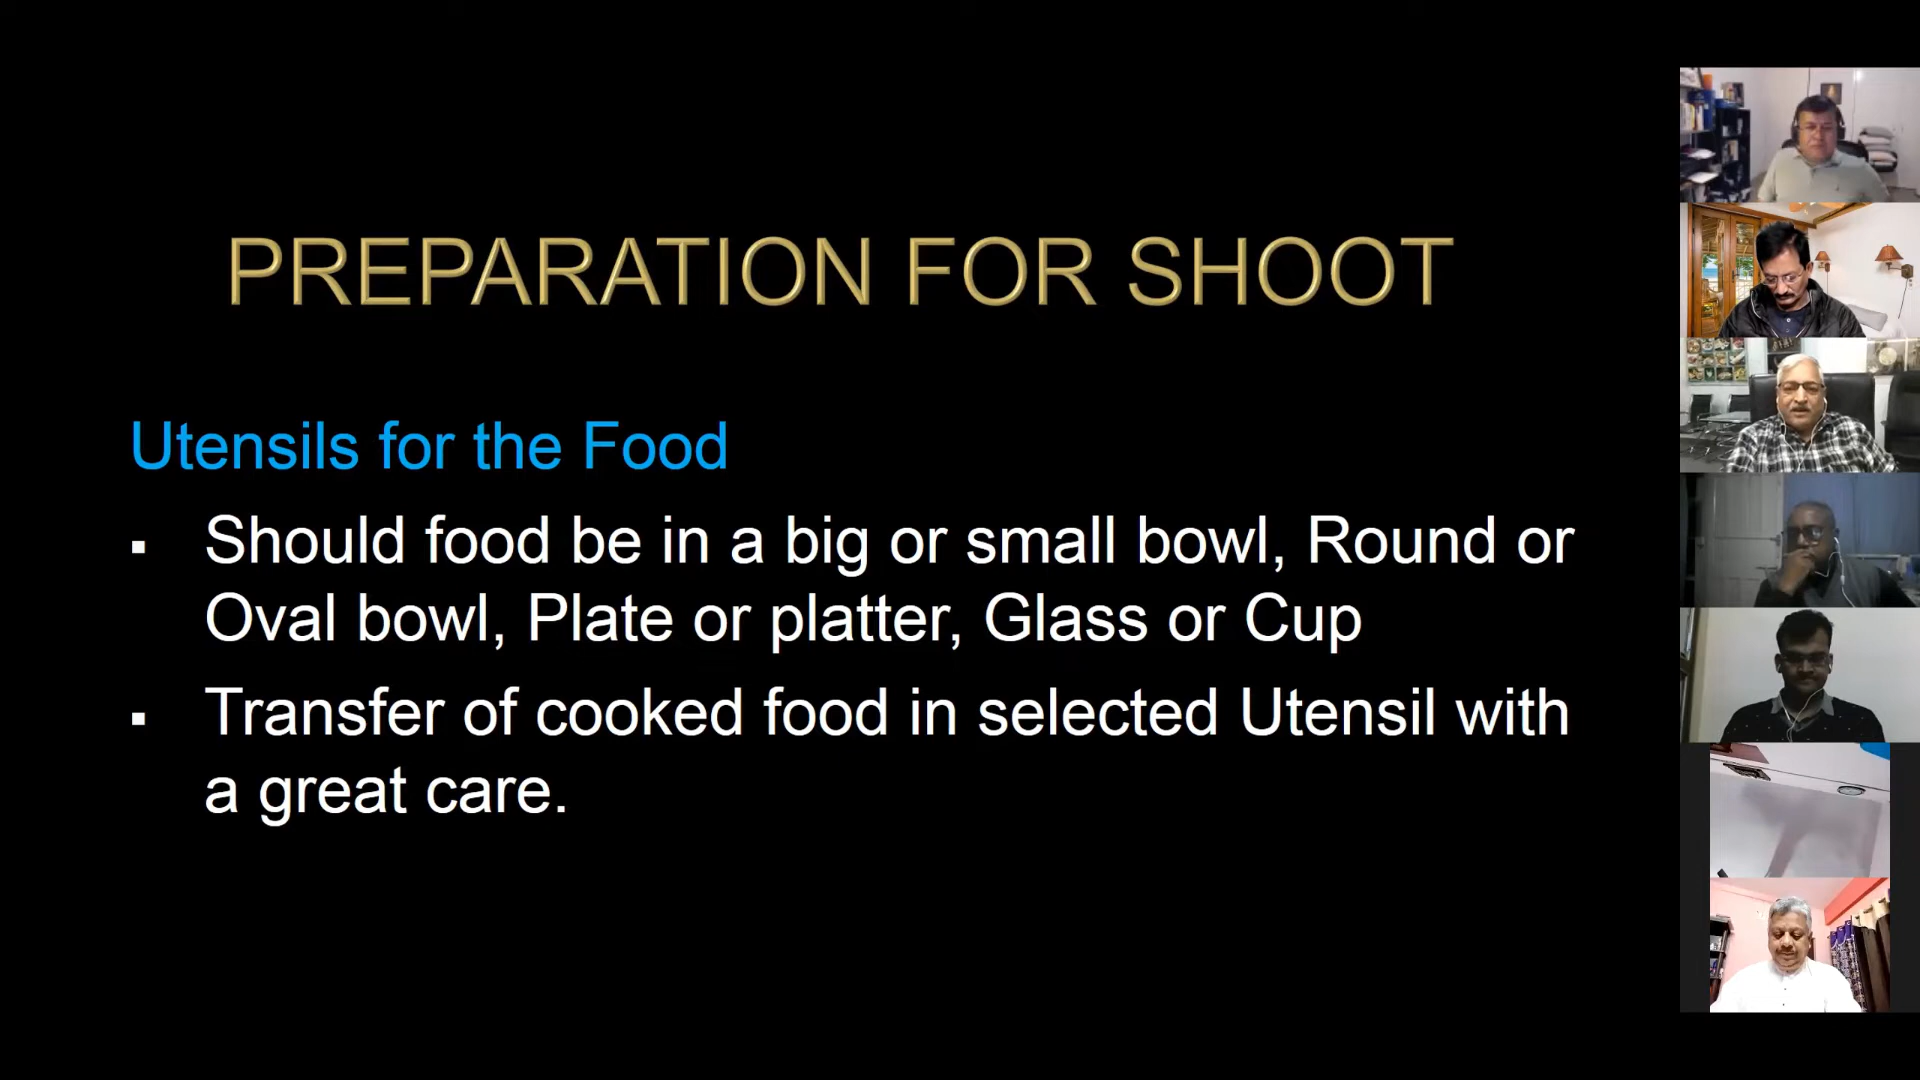 PREPARATION FOR SHOOT
Utensils for the Food
▪ Should food be in a big or small bowl, Round or
Oval bowl, Plate or platter, Glass or Cup
▪ Transfer of cooked food in selected Utensil with
a great care.